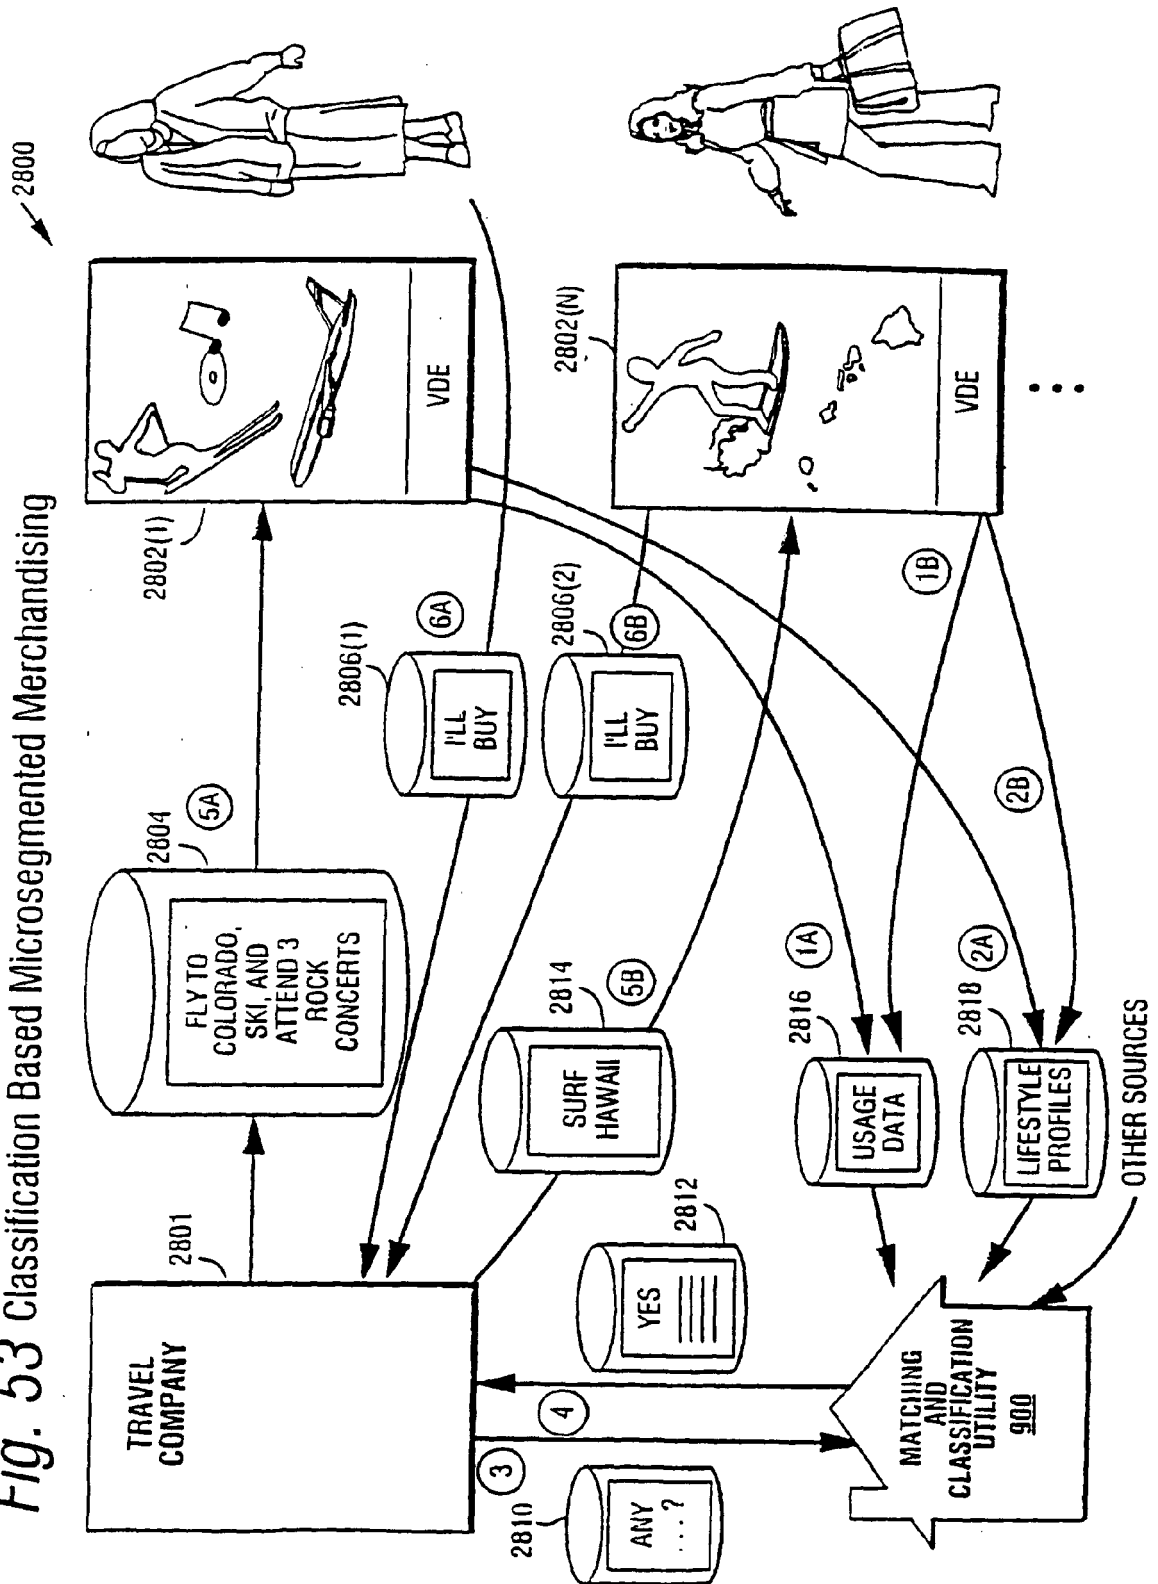 Fig. 53 Classification Based Microsegmented Merchandising
2800
TRAVEL
COMPANY
2801
FLY TO
COLORADO,
SKI, AND
ATTEND 3
ROCK
CONCERTS
2804
5A
2802(1)
VDE
2806(1)
6A
I'LL
BUY
2806(2)
6B
I'LL
BUY
2802(N)
VDE
SURF
HAWAII
2814
5B
3
4
2810
ANY
....?
YES
2812
MATCHING
AND
CLASSIFICATION
UTILITY
900
USAGE
DATA
2816
1A
1B
LIFESTYLE
PROFILES
2818
2A
2B
OTHER SOURCES